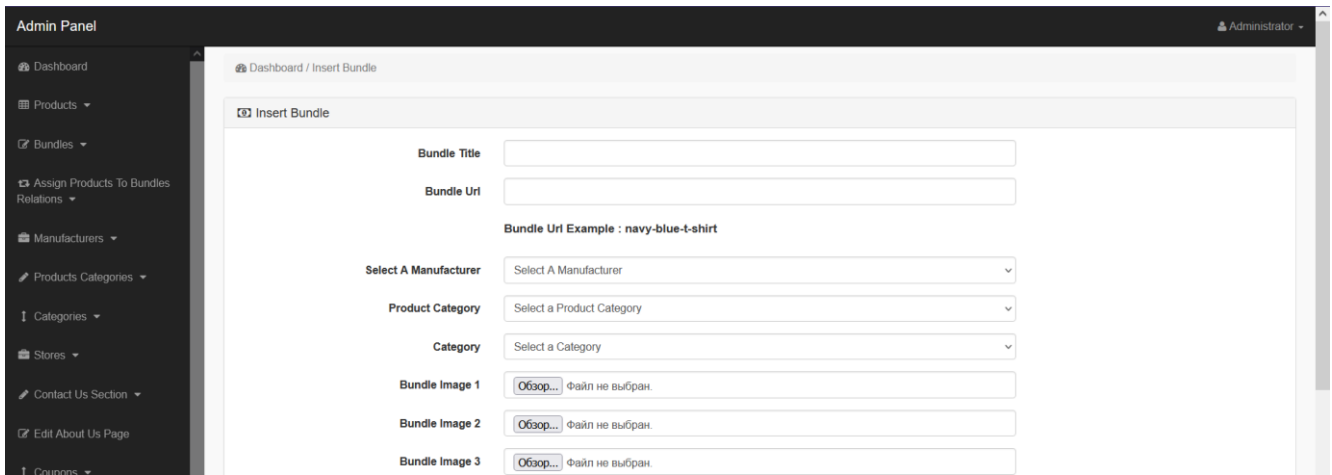 Admin Panel
Administrator
Dashboard
Products
Bundles
Assign Products To Bundles
Relations
Manufacturers
Products Categories
Categories
Stores
Contact Us Section
Edit About Us Page
Coupons
Dashboard / Insert Bundle
Insert Bundle
Bundle Title
Bundle Url
Bundle Url Example : navy-blue-t-shirt
Select A Manufacturer Select A Manufacturer
Product Category Select a Product Category
Category Select a Category
Bundle Image 1 Обзор... Файл не выбран.
Bundle Image 2 Обзор... Файл не выбран.
Bundle Image 3 Обзор... Файл не выбран.